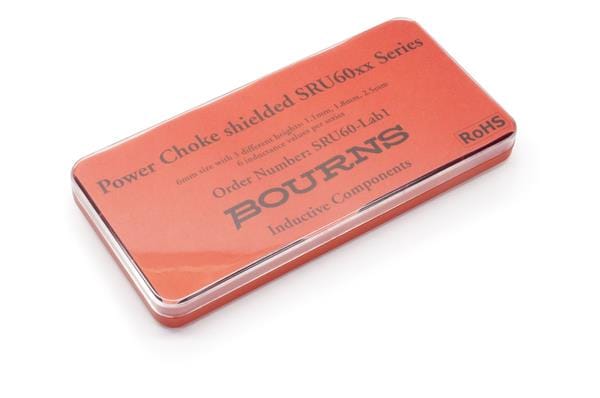 Power Choke shielded SRU60xx Series
6mm size with 3 different heights: 1.1mm, 1.8mm, 2.5mm
6 inductance values per series
Order Number: SRU60-Lab1
BOURNS
Inductive Components
RoHS